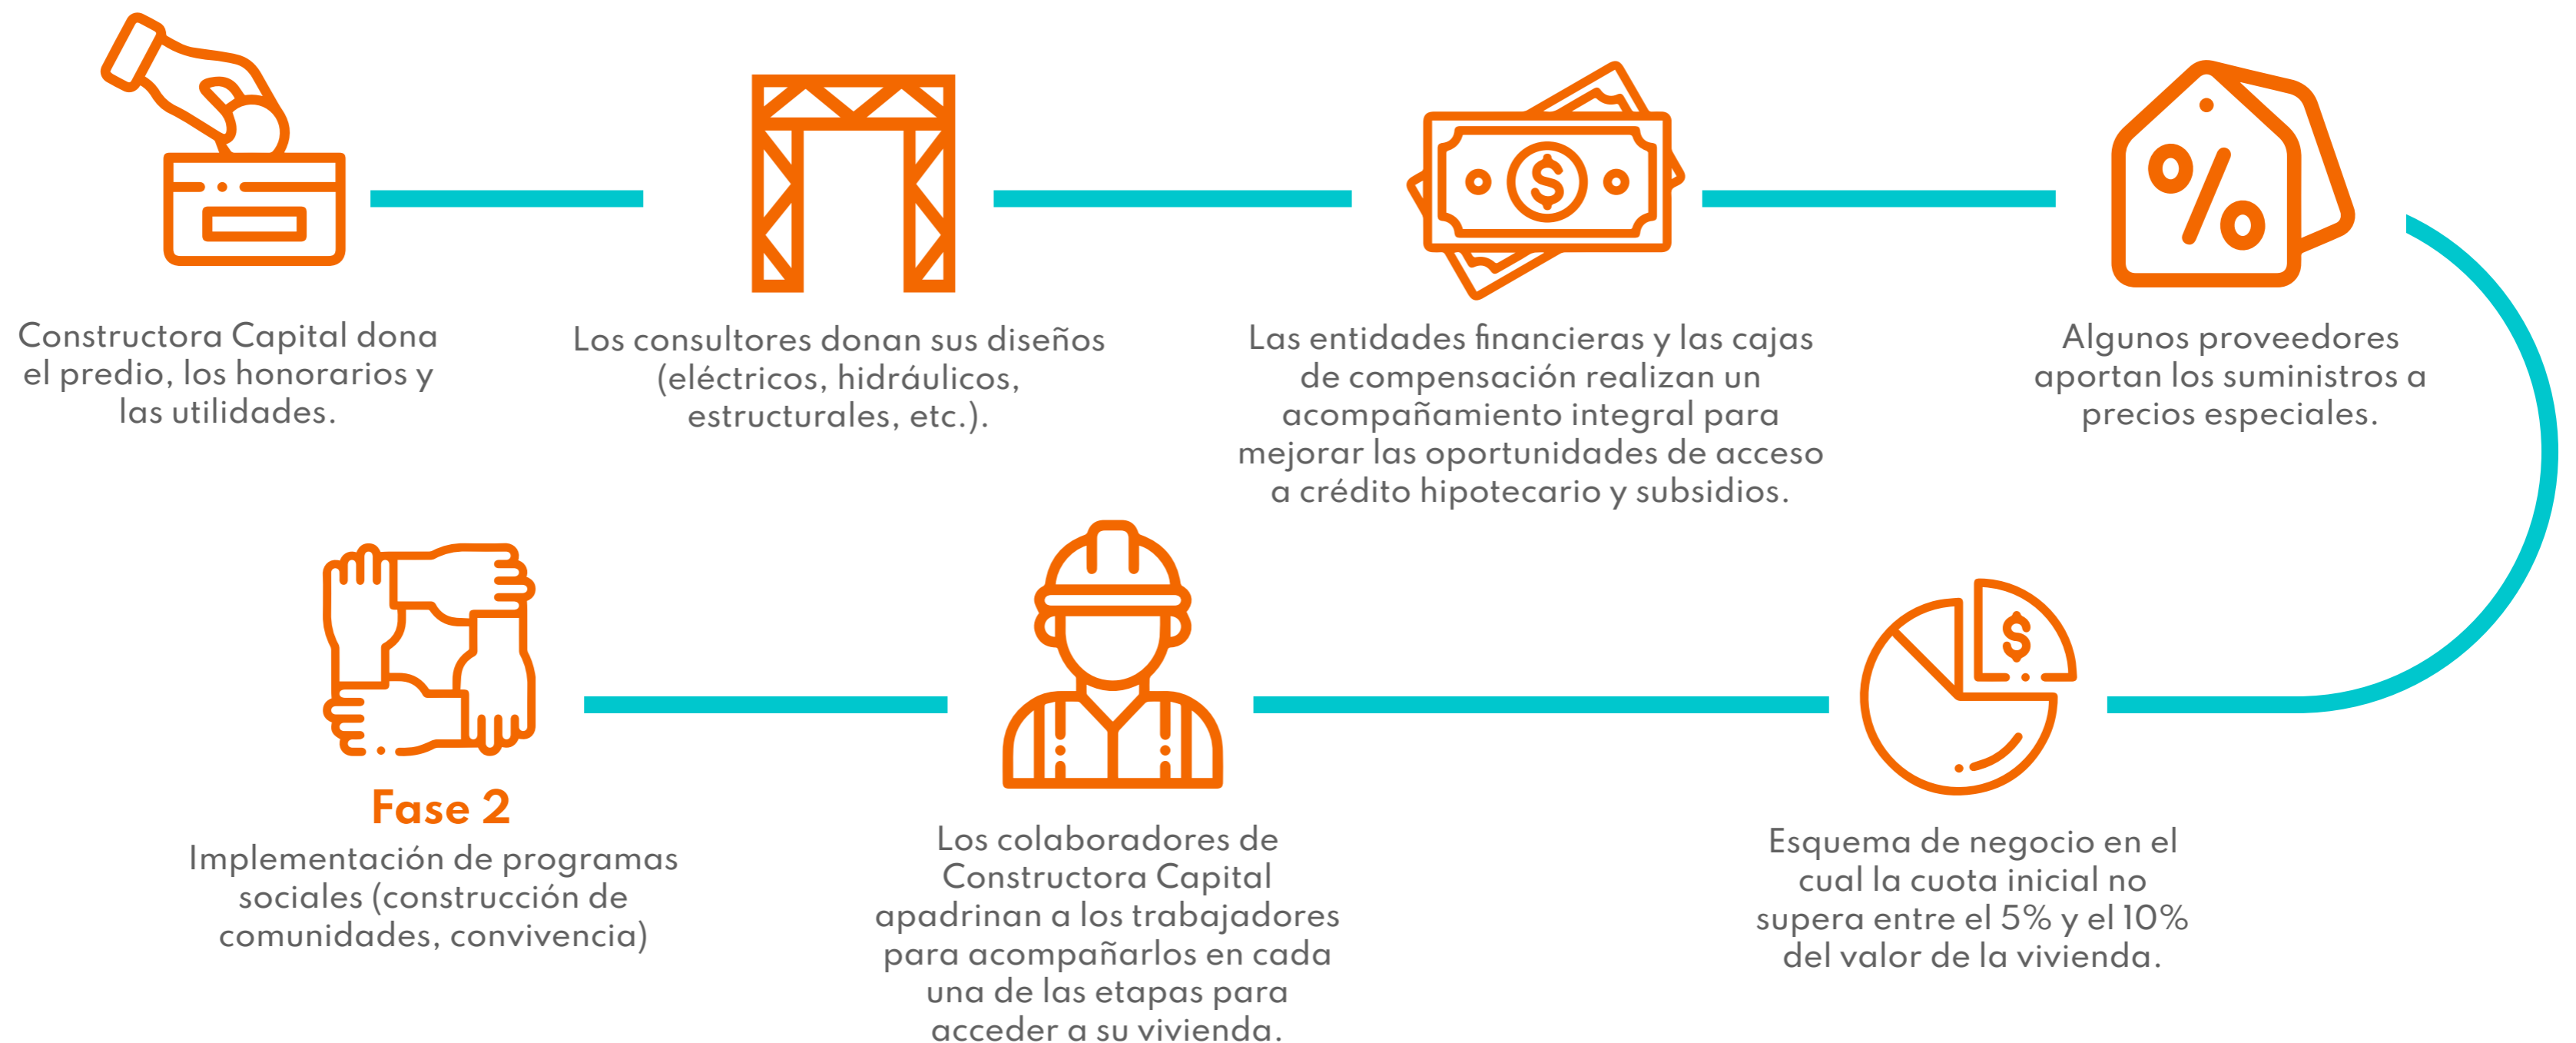 Constructora Capital dona
el predio, los honorarios y
las utilidades.
Los consultores donan sus diseños
(eléctricos, hidráulicos,
estructurales, etc.).
Las entidades financieras y las cajas
de compensación realizan un
acompañamiento integral para
mejorar las oportunidades de acceso
a crédito hipotecario y subsidios.
Algunos proveedores
aportan los suministros a
precios especiales.
Esquema de negocio en el
cual la cuota inicial no
supera entre el 5% y el 10%
del valor de la vivienda.
Los colaboradores de
Constructora Capital
apadrinan a los trabajadores
para acompañarlos en cada
una de las etapas para
acceder a su vivienda.
Fase 2
Implementación de programas
sociales (construcción de
comunidades, convivencia)